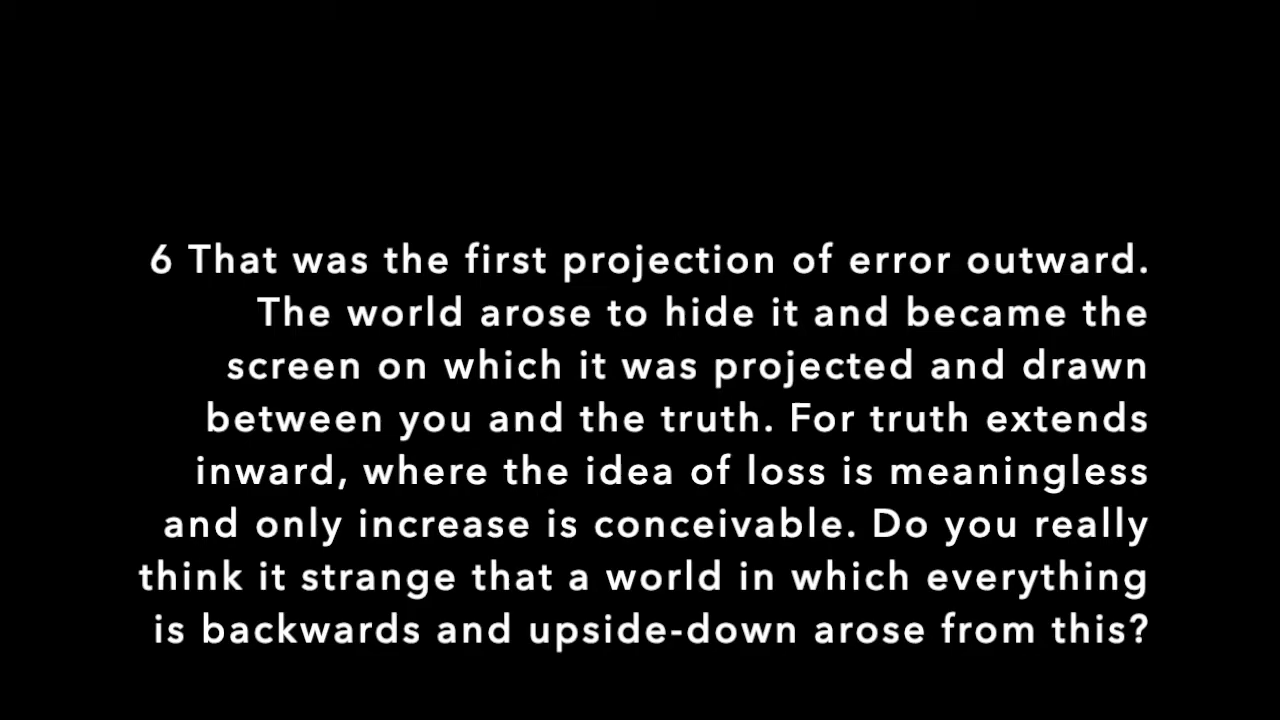 6 That was the first projection of error outward.
The world arose to hide it and became the
screen on which it was projected and drawn
between you and the truth. For truth extends
inward, where the idea of loss is meaningless
and only increase is conceivable. Do you really
think it strange that a world in which everything
is backwards and upside-down arose from this?